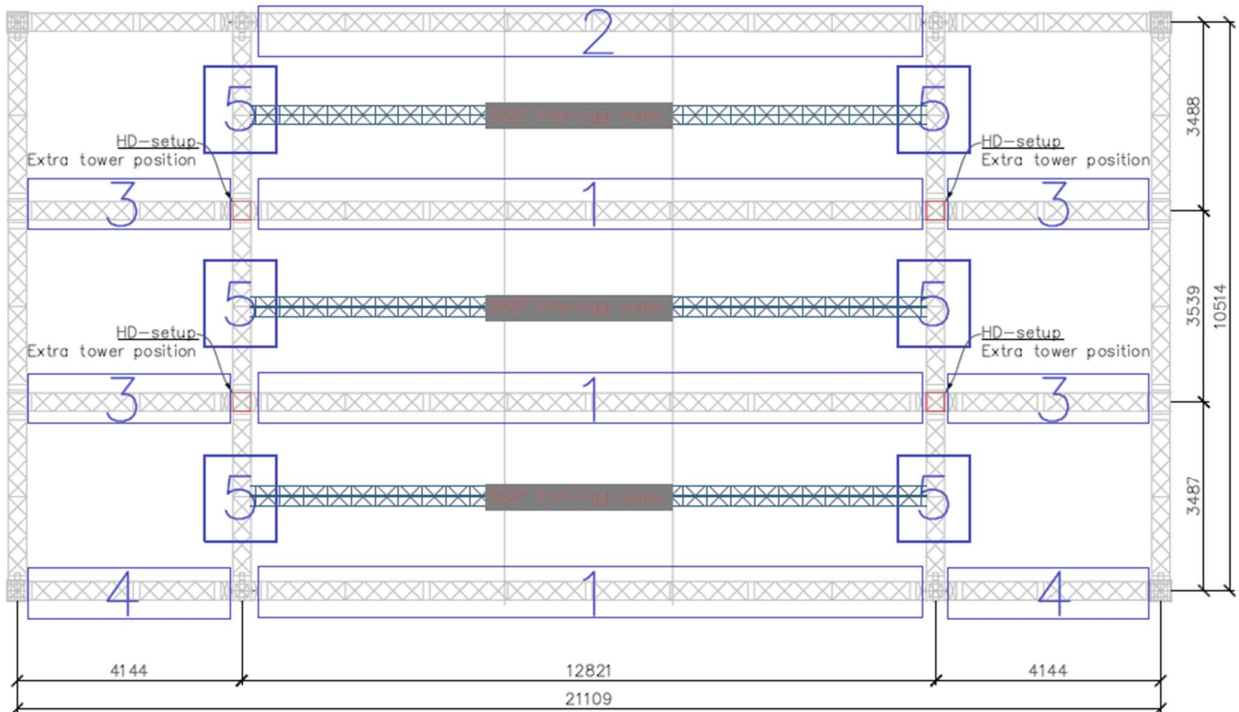 2
5 5
HD-setup HD-setup
Extra tower position Extra tower position
3 1 3
5 5
HD-setup HD-setup
Extra tower position Extra tower position
3 1 3
5 5
4 1 4
4144 12821 4144
21109
3488
3539
10514
3487